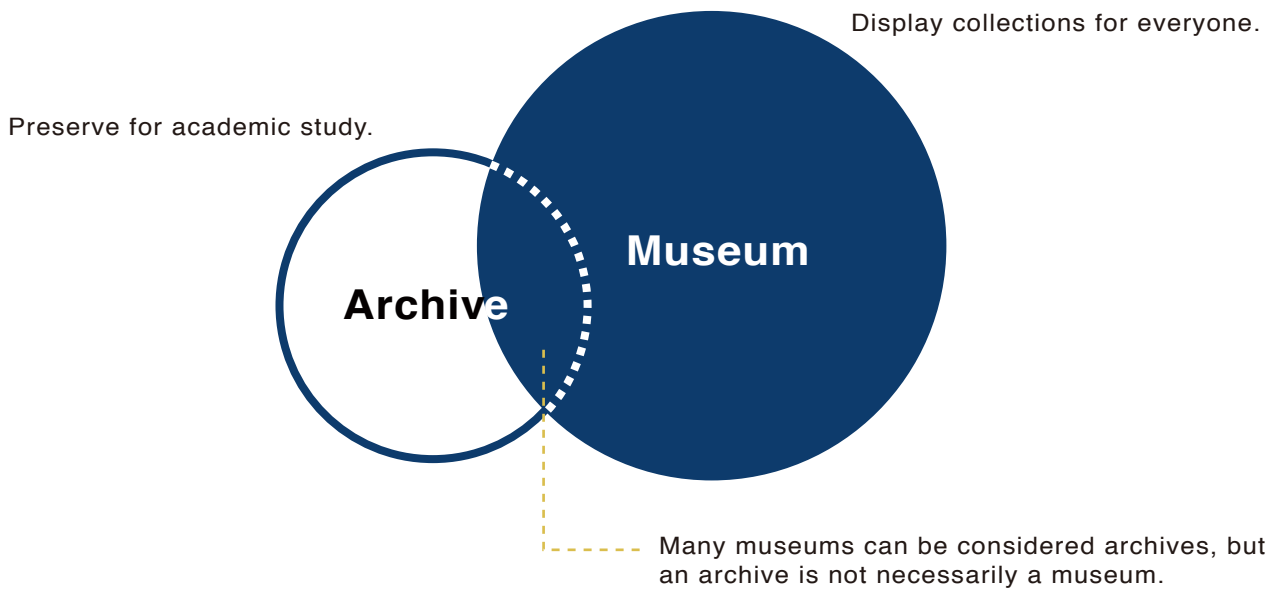 Display collections for everyone.
Preserve for academic study.
Museum
Archive
Many museums can be considered archives, but
an archive is not necessarily a museum.